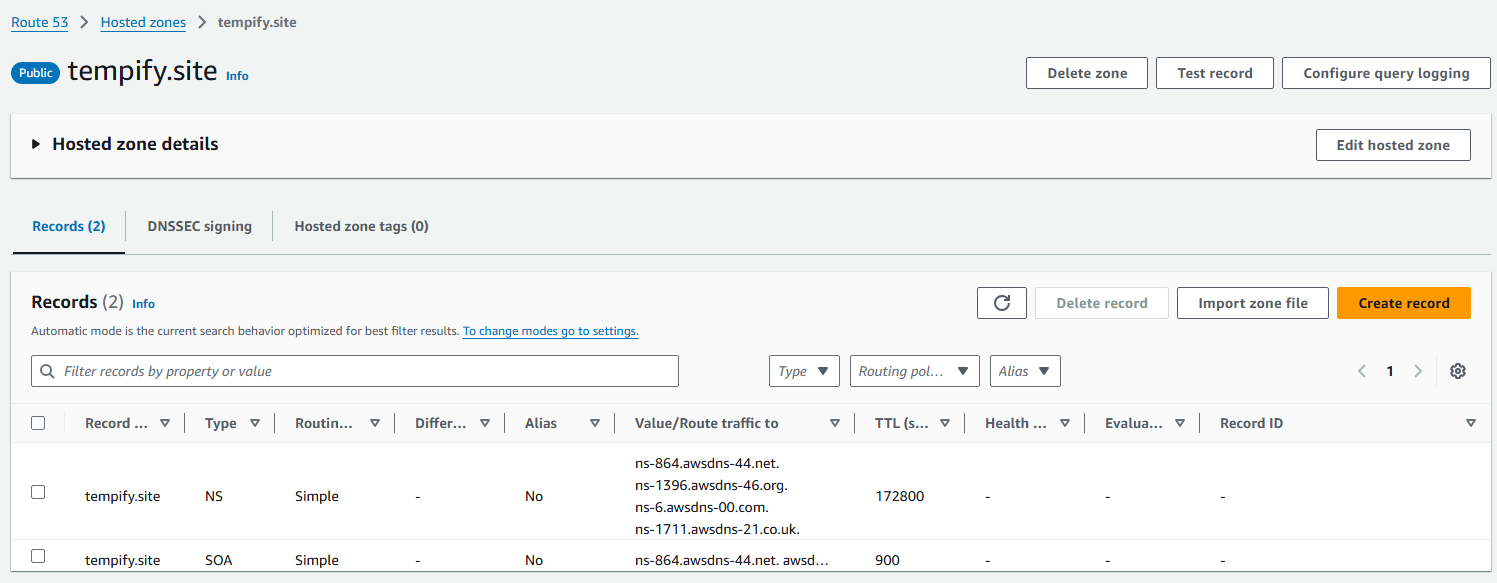 Route 53 > Hosted zones > tempify.site
Public tempify.site Info
Delete zone Test record Configure query logging
Hosted zone details
Edit hosted zone
Records (2) DNSSEC signing Hosted zone tags (0)
Records (2) Info
Delete record Import zone file Create record
Automatic mode is the current search behavior optimized for best filter results. To change modes go to settings.
Filter records by property or value
Type Routing pol... Alias
1
Record ... Type Routin... Differ... Alias Value/Route traffic to TTL (s... Health ... Evalua... Record ID
ns-864.awsdns-44.net.
ns-1396.awsdns-46.org.
tempify.site NS Simple - No 172800 - - -
ns-6.awsdns-00.com.
ns-1711.awsdns-21.co.uk.
tempify.site SOA Simple - No ns-864.awsdns-44.net. awsd... 900 - - -